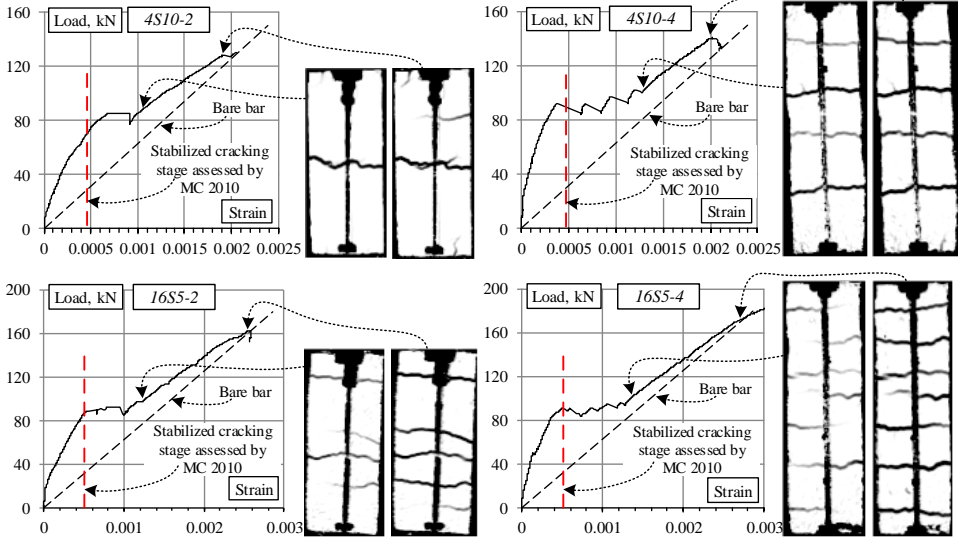 Load, kN 4S10-2
160
120
80
40
0
Bare bar
Stabilized cracking
stage assessed by
MC 2010
Strain
0 0.0005 0.001 0.0015 0.002 0.0025
Load, kN 4S10-4
160
120
80
40
0
Bare bar
Stabilized cracking
stage assessed by
MC 2010
Strain
0 0.0005 0.001 0.0015 0.002 0.0025
200
Load, kN 16S5-2
160
120
80
40
0
Bare bar
Stabilized cracking
stage assessed by
MC 2010
Strain
0 0.001 0.002 0.003
200
Load, kN 16S5-4
160
120
80
40
0
Bare bar
Stabilized cracking
stage assessed by
MC 2010
Strain
0 0.001 0.002 0.003